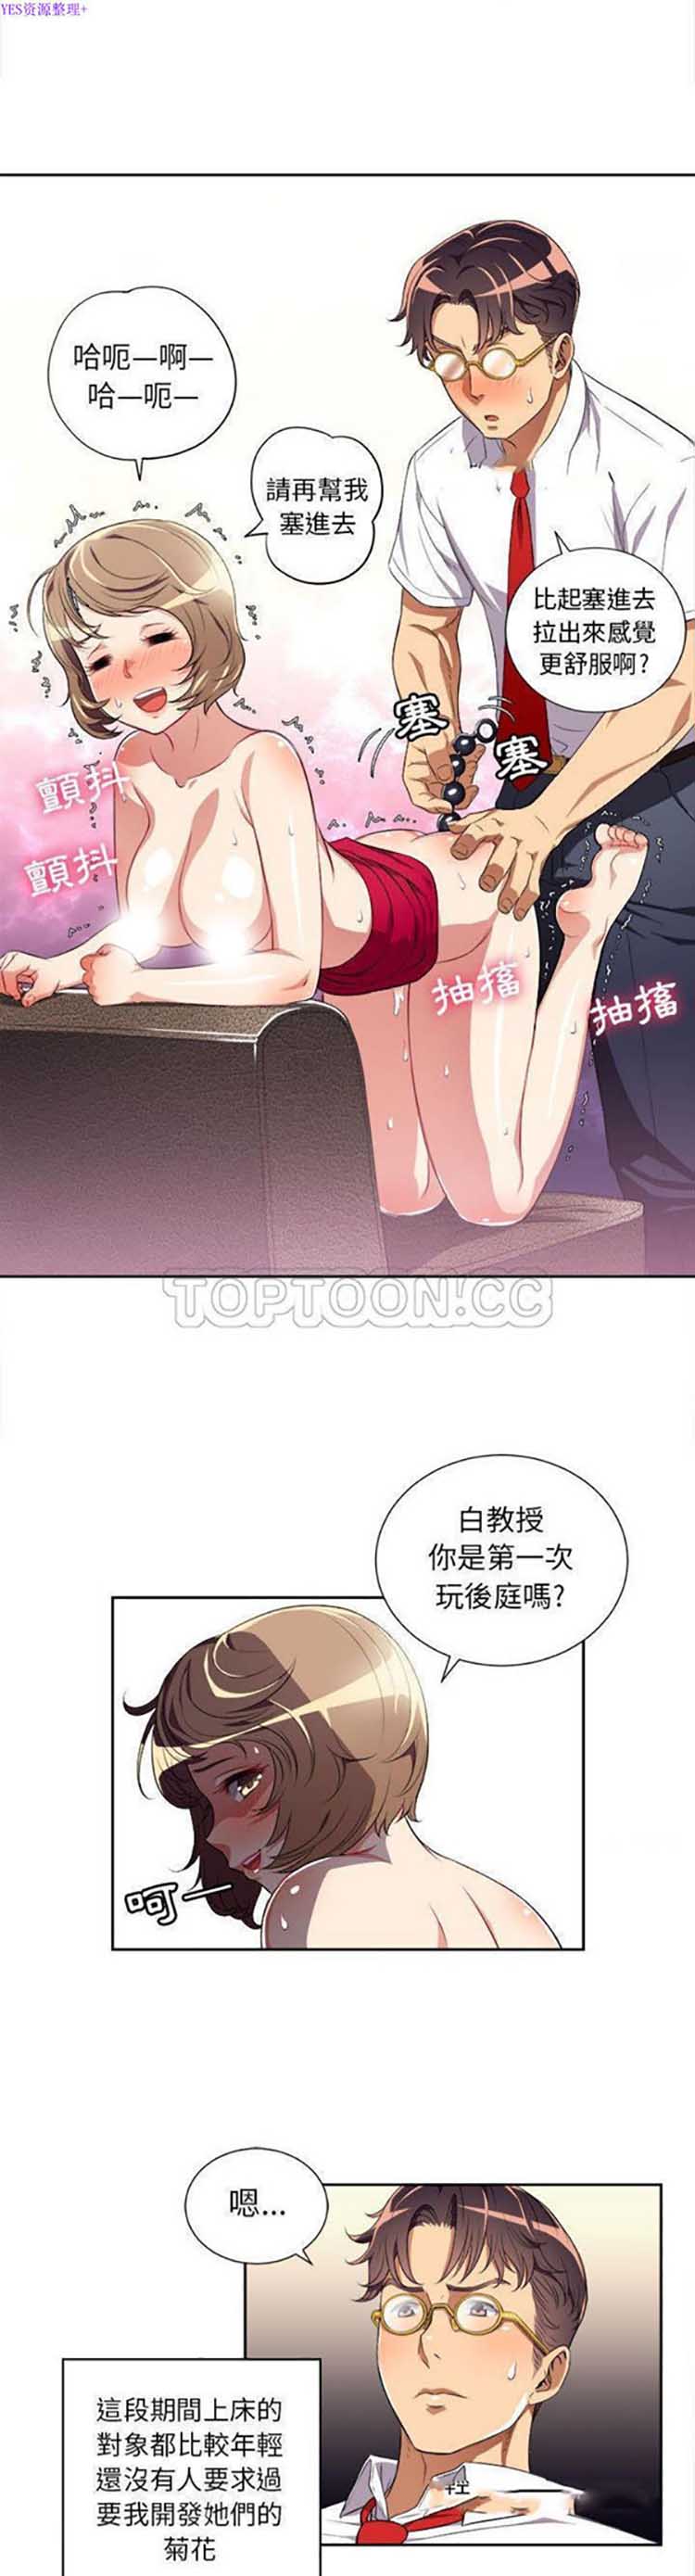 YES资源整理+
哈呃—啊—
哈—呃—
請再幫我
塞進去
比起塞進去
拉出來感覺
更舒服啊?
塞
塞
顫抖
顫抖
抽搐
抽搐
TOPTOON.CC
白教授
你是第一次
玩後庭嗎?
呵—
嗯...
這段期間上床的
對象都比較年輕
還沒有人要求過
要我開發她們的
菊花